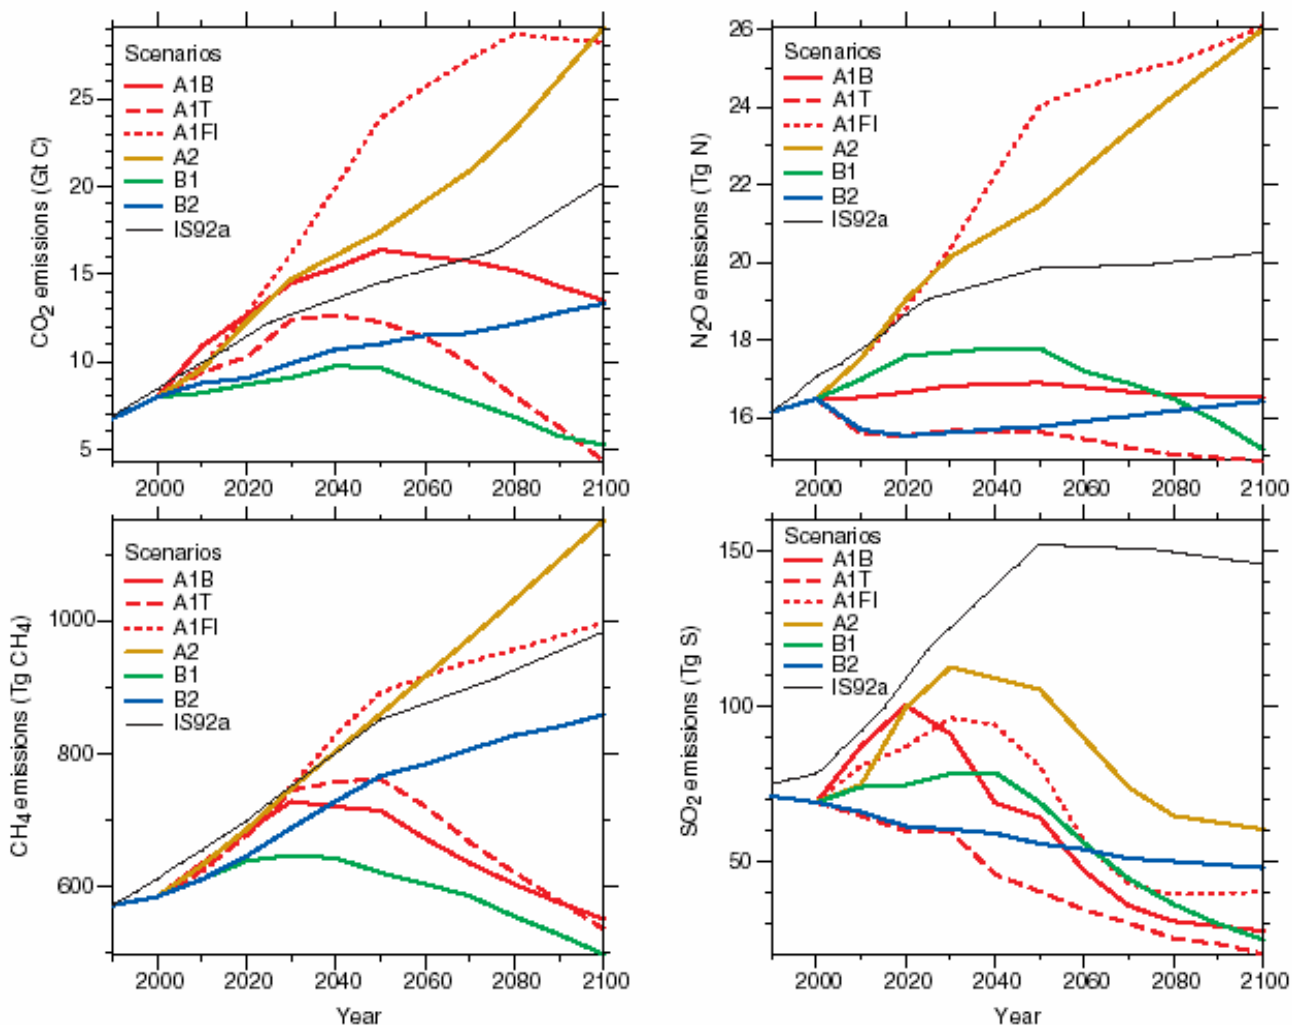 Scenarios
A1B
A1T
A1FI
A2
B1
B2
IS92a
CO₂ emissions (Gt C)
25
20
15
10
5
2000 2020 2040 2060 2080 2100
Scenarios
A1B
A1T
A1FI
A2
B1
B2
IS92a
N₂O emissions (Tg N)
26
24
22
20
18
16
2000 2020 2040 2060 2080 2100
Scenarios
A1B
A1T
A1FI
A2
B1
B2
IS92a
CH₄ emissions (Tg CH₄)
1000
800
600
2000 2020 2040 2060 2080 2100
Year
Scenarios
A1B
A1T
A1FI
A2
B1
B2
IS92a
SO₂ emissions (Tg S)
150
100
50
2000 2020 2040 2060 2080 2100
Year